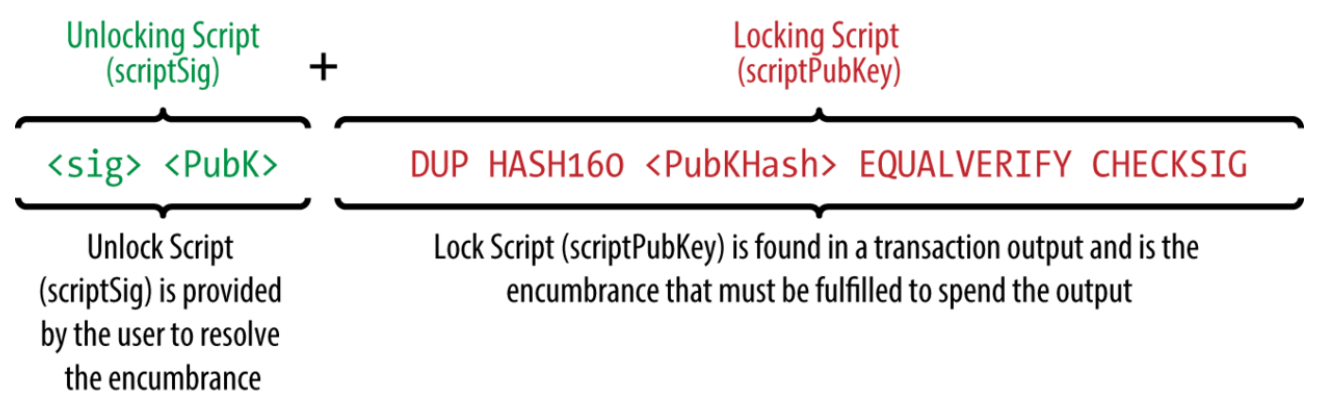 Unlocking Script
(scriptSig)
+
Locking Script
(scriptPubKey)
<sig> <PubK>
DUP HASH160 <PubKHash> EQUALVERIFY CHECKSIG
Unlock Script
(scriptSig) is provided
by the user to resolve
the encumbrance
Lock Script (scriptPubKey) is found in a transaction output and is the
encumbrance that must be fulfilled to spend the output